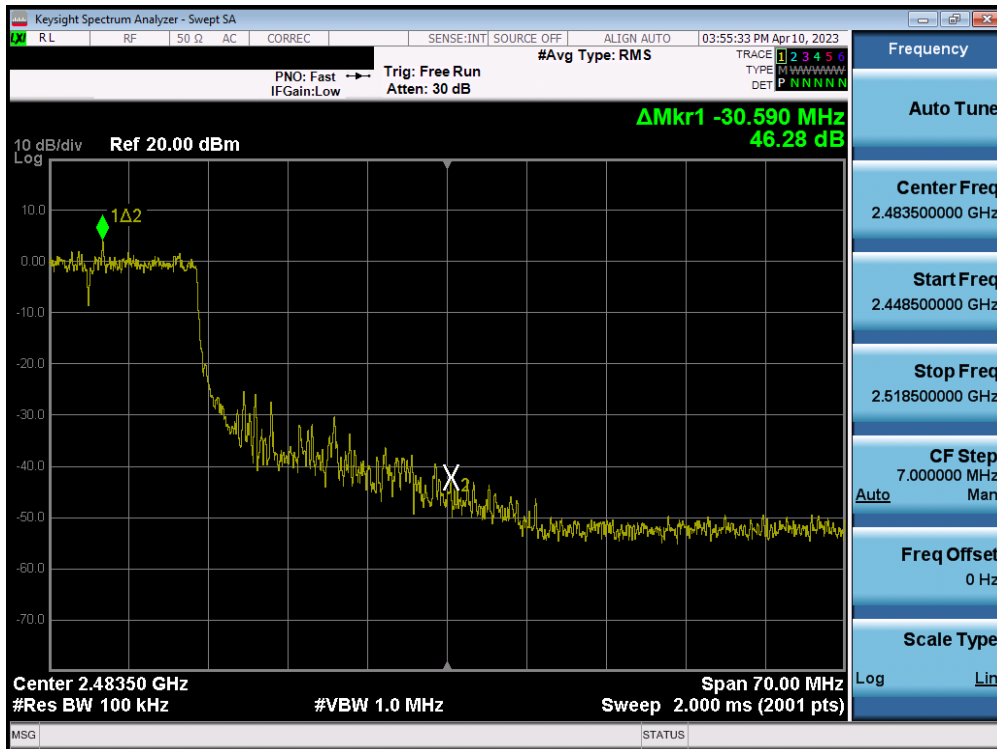 Keysight Spectrum Analyzer - Swept SA
LXI RL RF 50 Ω AC CORREC SENSE:INT SOURCE OFF ALIGN AUTO 03:55:33 PM Apr 10, 2023
#Avg Type: RMS
TRACE 1 2 3 4 5 6
PNO: Fast Trig: Free Run
TYPE M WWWWW
IFGain:Low Atten: 30 dB
DET P N N N N N
ΔMkr1 -30.590 MHz
46.28 dB
10 dB/div Ref 20.00 dBm
Log
10.0
1Δ2
0.00
-10.0
-20.0
-30.0
-40.0
2
-50.0
-60.0
-70.0
Center 2.48350 GHz Span 70.00 MHz
#Res BW 100 kHz #VBW 1.0 MHz Sweep 2.000 ms (2001 pts)
MSG STATUS
Frequency
Auto Tune
Center Freq
2.483500000 GHz
Start Freq
2.448500000 GHz
Stop Freq
2.518500000 GHz
CF Step
7.000000 MHz
Auto Man
Freq Offset
0 Hz
Scale Type
Log Lin